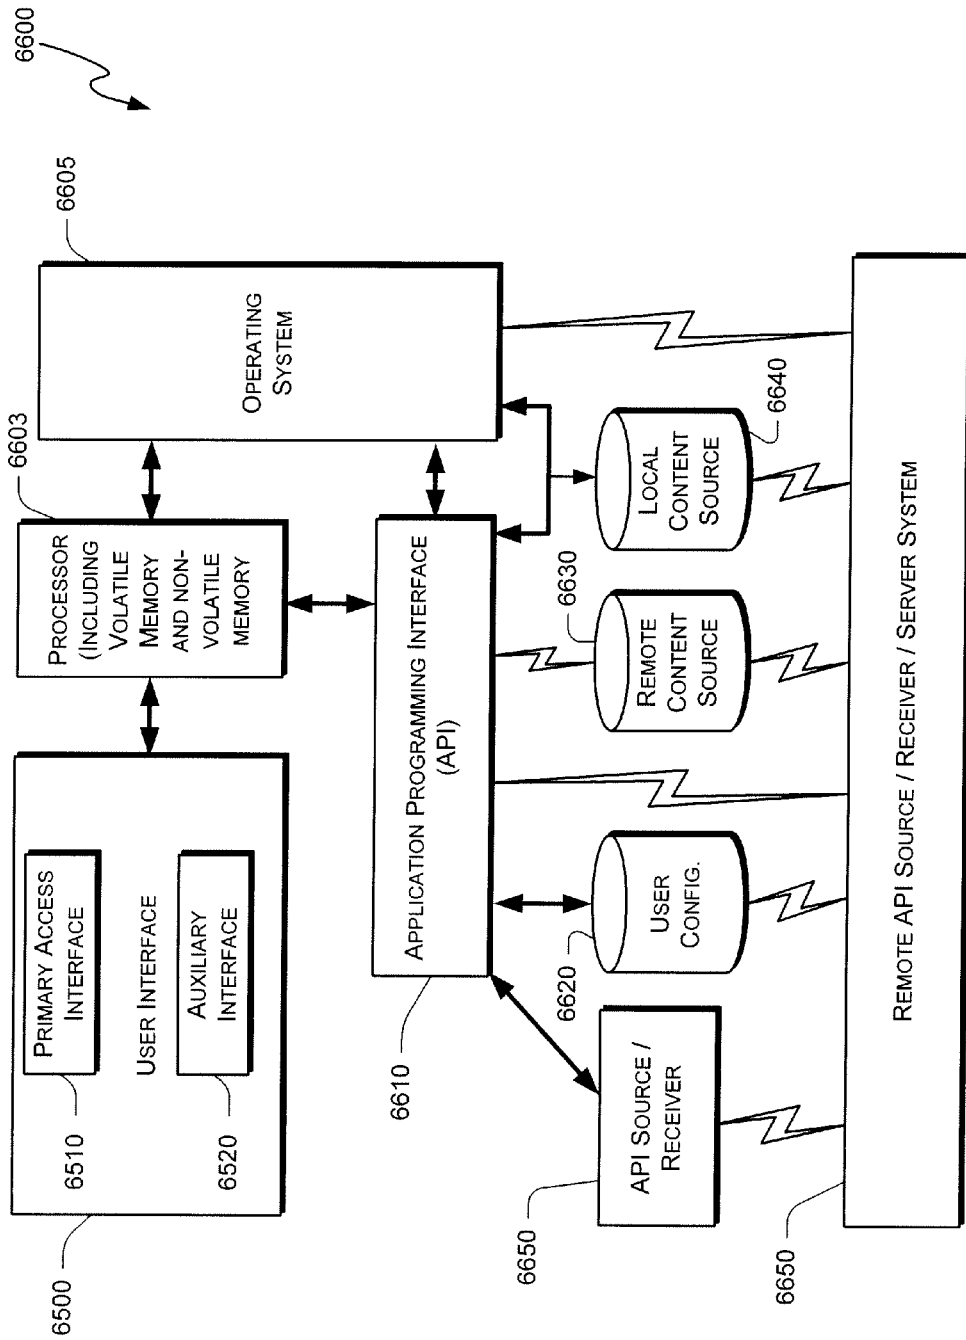 6600
6500
6510
PRIMARY ACCESS
INTERFACE
USER INTERFACE
6520
AUXILIARY
INTERFACE
6603
PROCESSOR
(INCLUDING
VOLATILE
MEMORY
AND NON-
VOLATILE
MEMORY
6605
OPERATING
SYSTEM
6610
APPLICATION PROGRAMMING INTERFACE
(API)
6650
API SOURCE /
RECEIVER
6620
USER
CONFIG.
6630
REMOTE
CONTENT
SOURCE
6640
LOCAL
CONTENT
SOURCE
6650
REMOTE API SOURCE / RECEIVER / SERVER SYSTEM